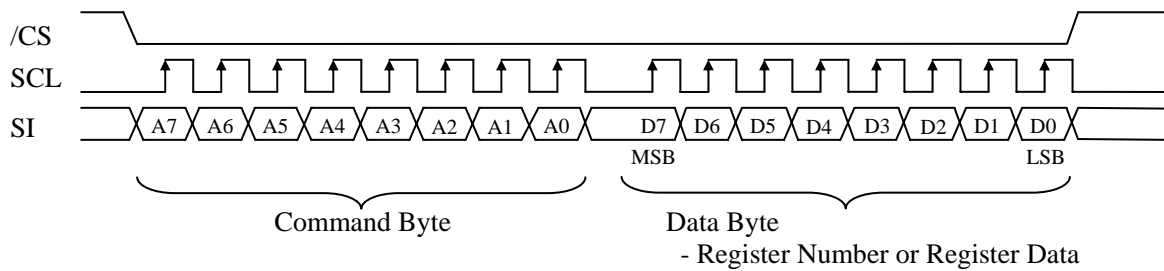 /CS
SCL
SI A7 A6 A5 A4 A3 A2 A1 A0 D7 D6 D5 D4 D3 D2 D1 D0
MSB LSB
Command Byte Data Byte
- Register Number or Register Data